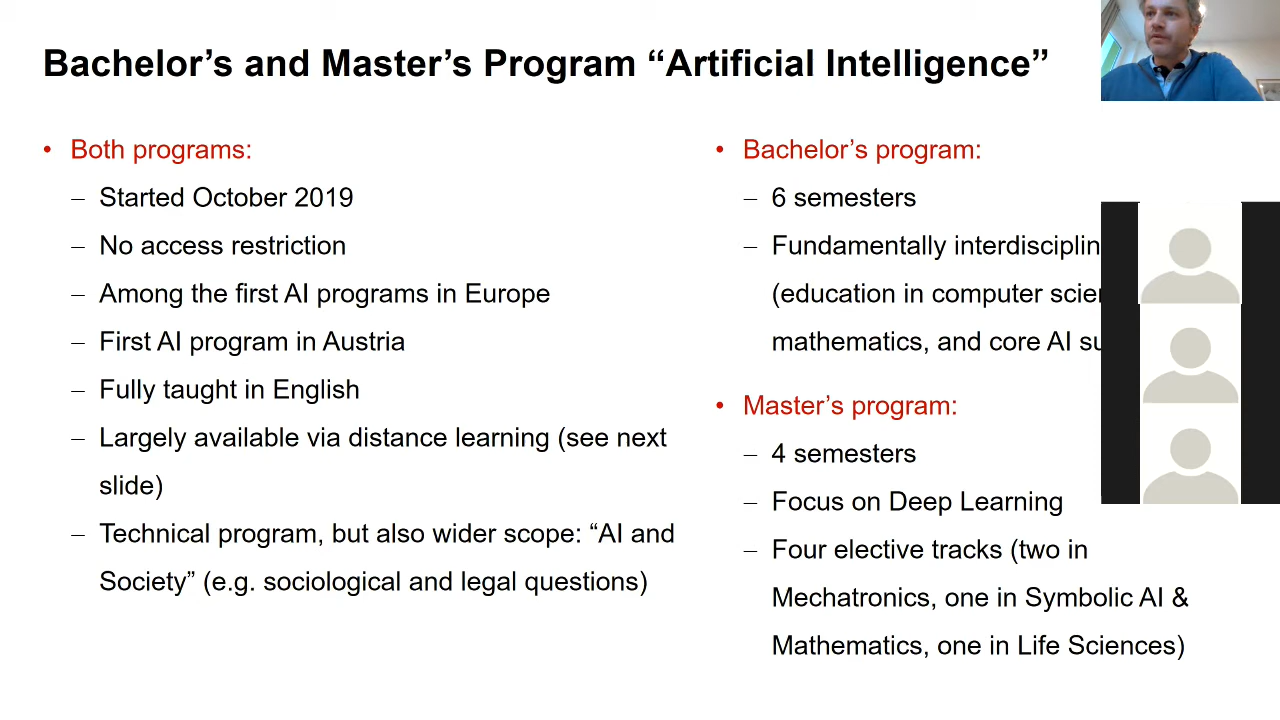 Bachelor’s and Master’s Program “Artificial Intelligence”
• Both programs:
– Started October 2019
– No access restriction
– Among the first AI programs in Europe
– First AI program in Austria
– Fully taught in English
– Largely available via distance learning (see next
slide)
– Technical program, but also wider scope: “AI and
Society” (e.g. sociological and legal questions)
• Bachelor’s program:
– 6 semesters
– Fundamentally
(education in computer
mathematics, and core AI
• Master’s program:
– 4 semesters
– Focus on Deep Learning
– Four elective tracks (two in
Mechatronics, one in Symbolic AI &
Mathematics, one in Life Sciences)